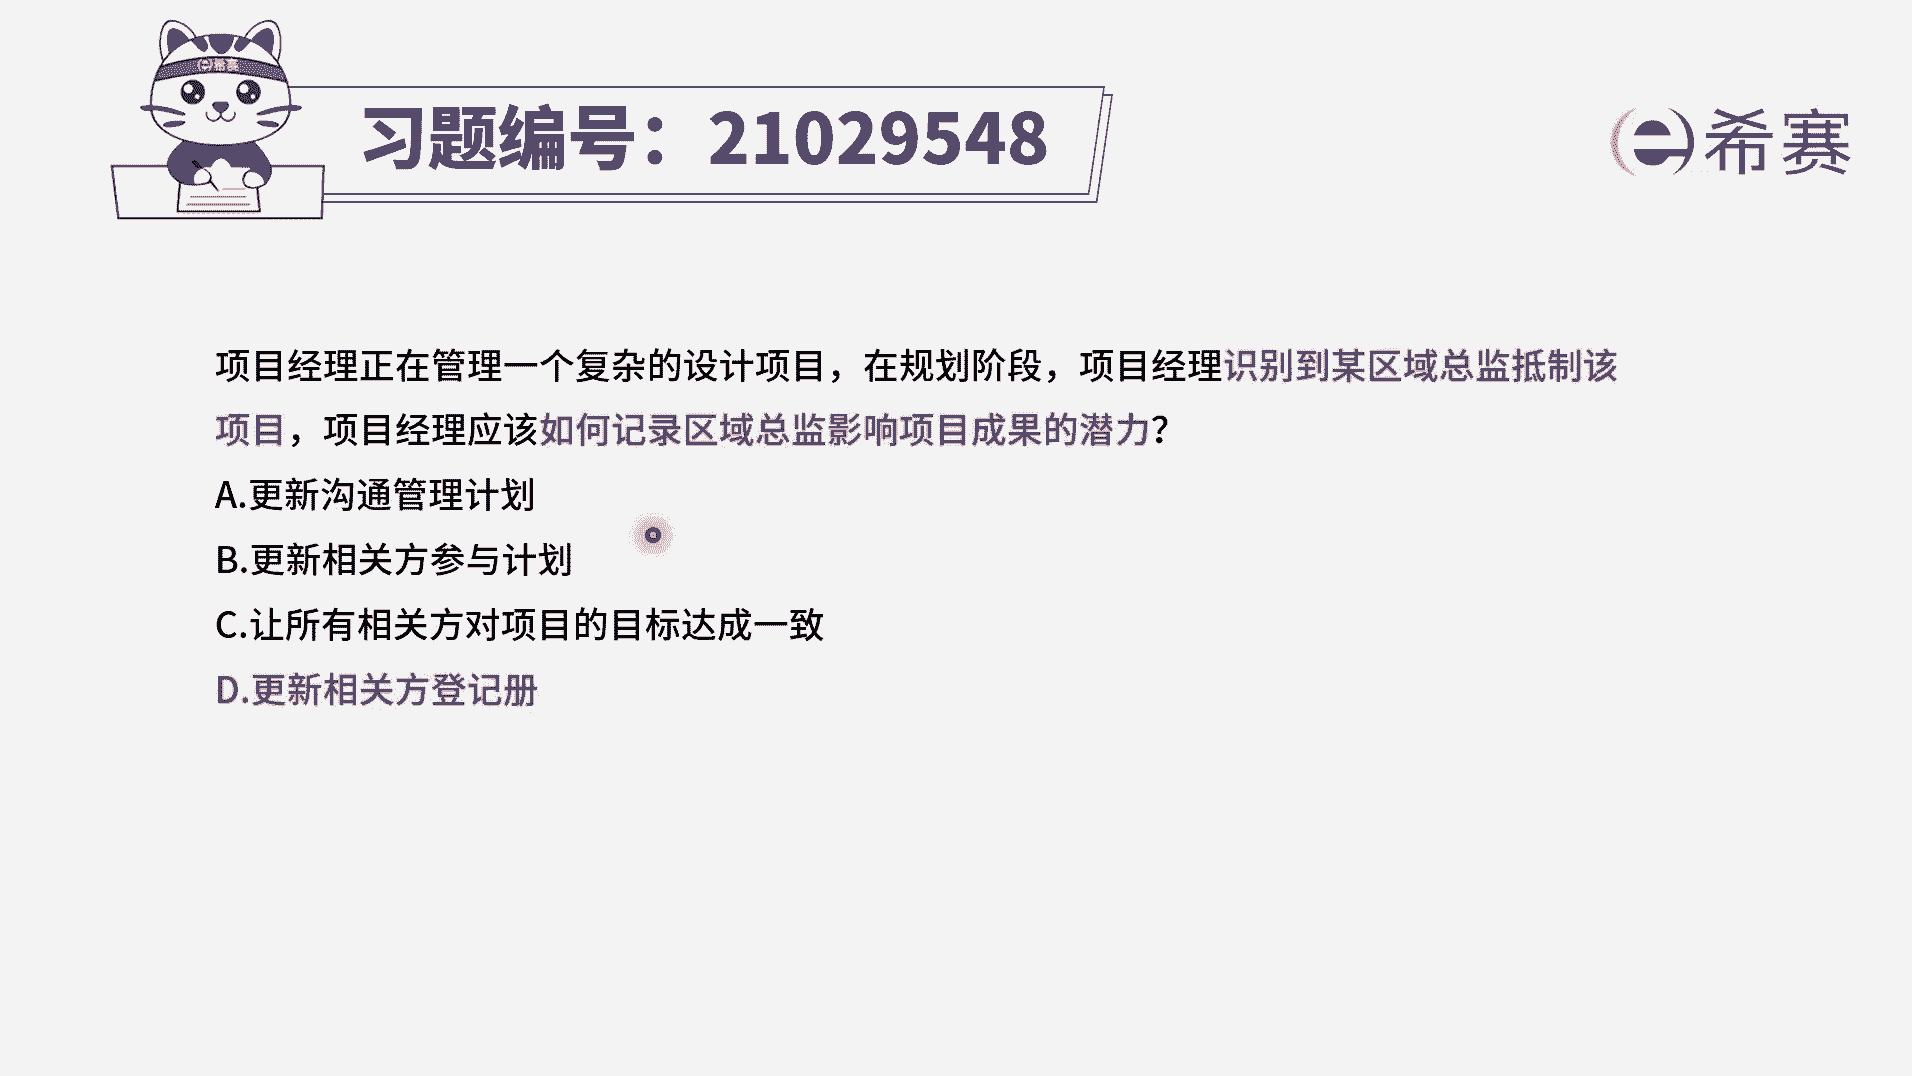 希赛
习题编号：21029548
希赛
项目经理正在管理一个复杂的设计项目，在规划阶段，项目经理识别到某区域总监抵制该
项目，项目经理应该如何记录区域总监影响项目成果的潜力？
A.更新沟通管理计划
B.更新相关方参与计划
C.让所有相关方对项目的目标达成一致
D.更新相关方登记册